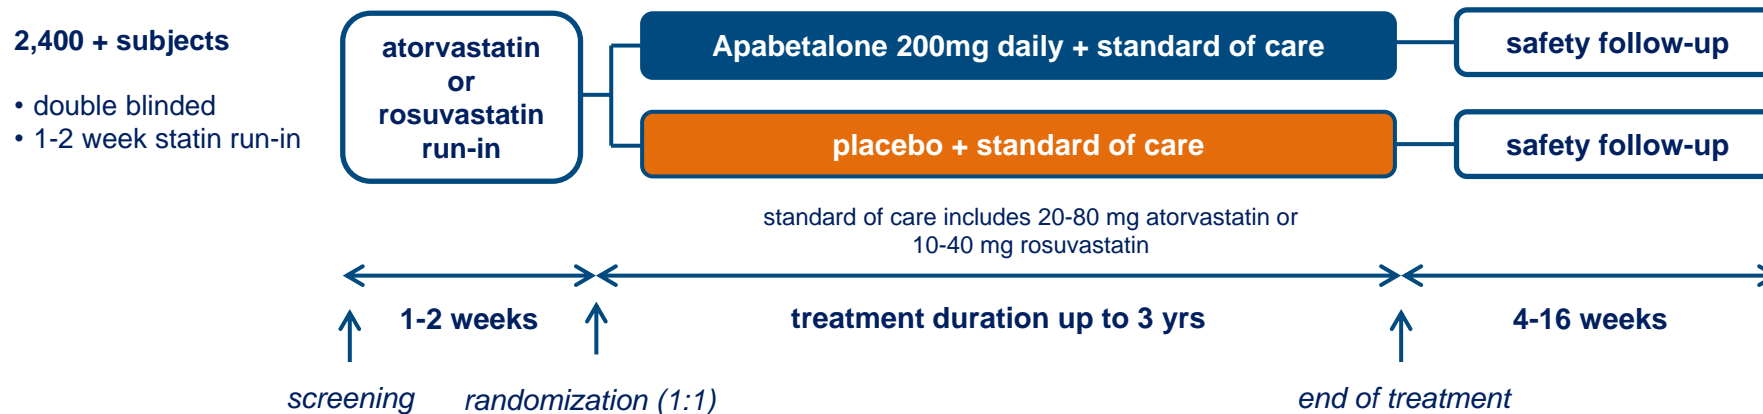 2,400 + subjects
• double blinded
• 1-2 week statin run-in
atorvastatin
or
rosuvastatin
run-in
Apabetalone 200mg daily + standard of care
safety follow-up
placebo + standard of care
safety follow-up
standard of care includes 20-80 mg atorvastatin or
10-40 mg rosuvastatin
1-2 weeks
treatment duration up to 3 yrs
4-16 weeks
screening
randomization (1:1)
end of treatment